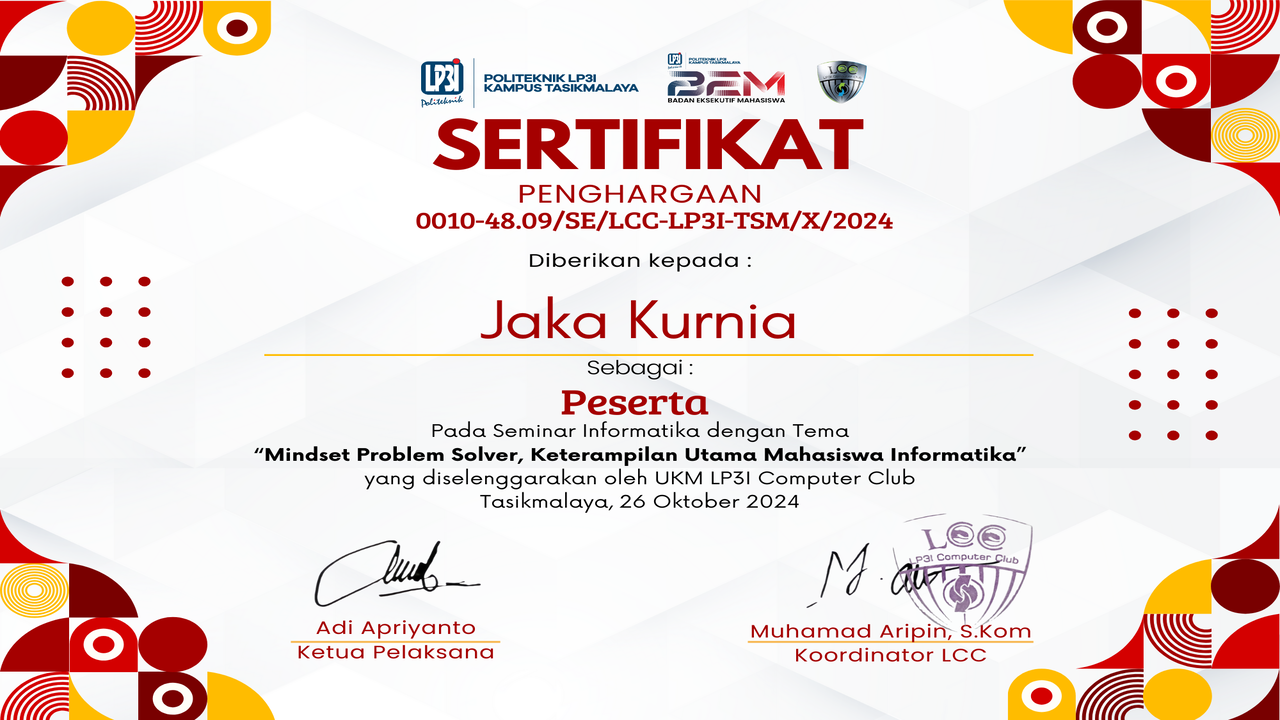 LP3I
Politeknik
POLITEKNIK LP3I
KAMPUS TASIKMALAYA
POLITEKNIK LP3I
KAMPUS TASIKMALAYA
BEM
BADAN EKSEKUTIF MAHASISWA
LCC
SERTIFIKAT
PENGHARGAAN
0010-48.09/SE/LCC-LP3I-TSM/X/2024
Diberikan kepada :
Jaka Kurnia
Sebagai :
Peserta
Pada Seminar Informatika dengan Tema
“Mindset Problem Solver, Keterampilan Utama Mahasiswa Informatika”
yang diselenggarakan oleh UKM LP3I Computer Club
Tasikmalaya, 26 Oktober 2024
LCC
LP3I Computer Club
Adi Apriyanto
Ketua Pelaksana
Muhamad Aripin, S.Kom
Koordinator LCC